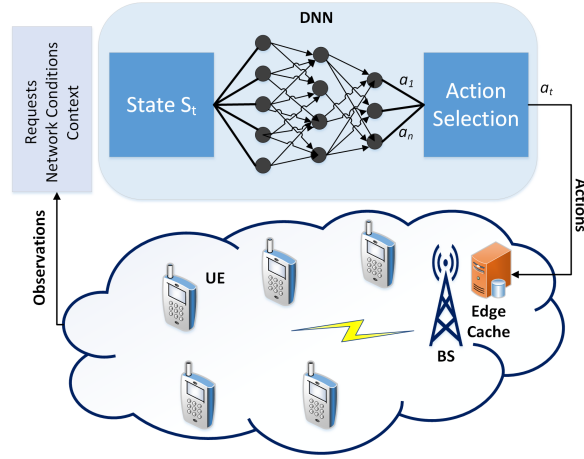 DNN
Requests
Network Conditions
Context
State Sₜ
a₁
aₙ
Action
Selection
aₜ
Observations
Actions
UE
Edge
Cache
BS